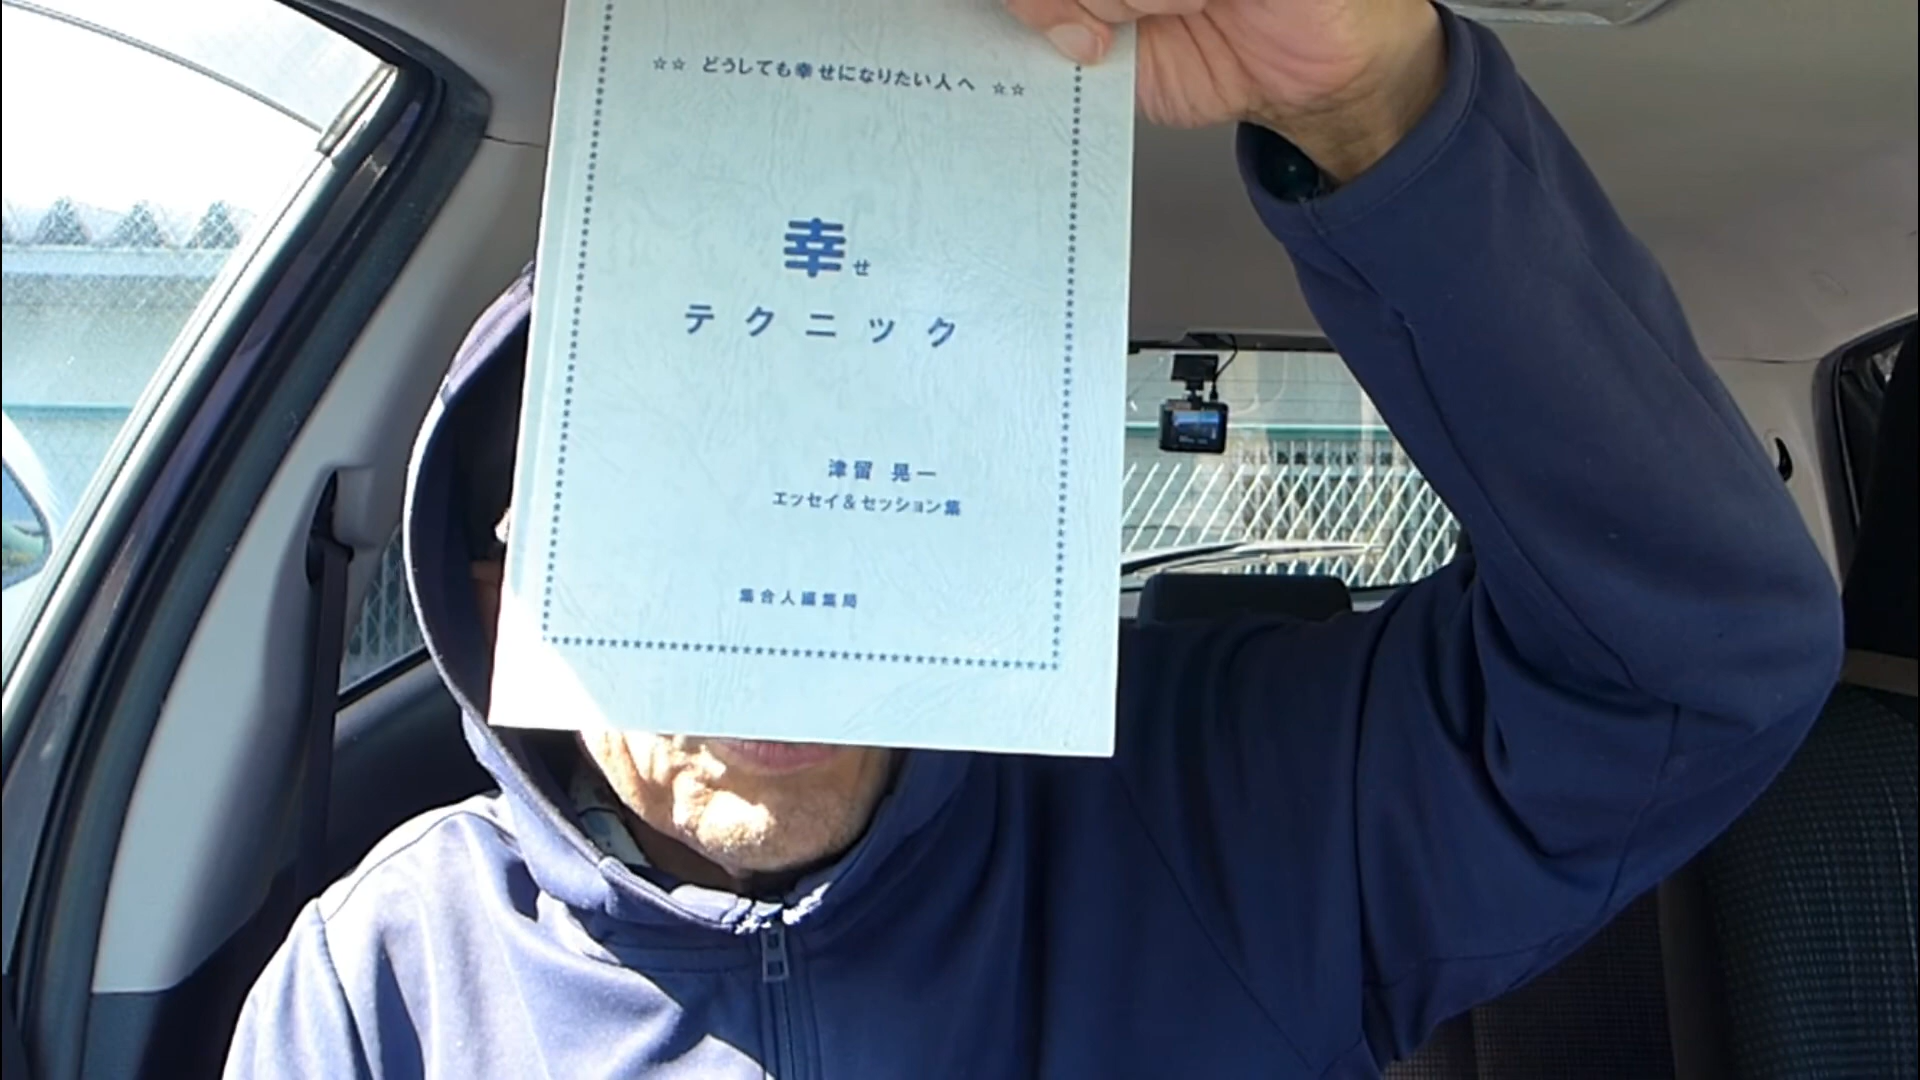 ☆☆ どうしても幸せになりたい人へ ☆☆
幸せ
テクニック
津留 晃一
エッセイ&セッション集
集合人編集局